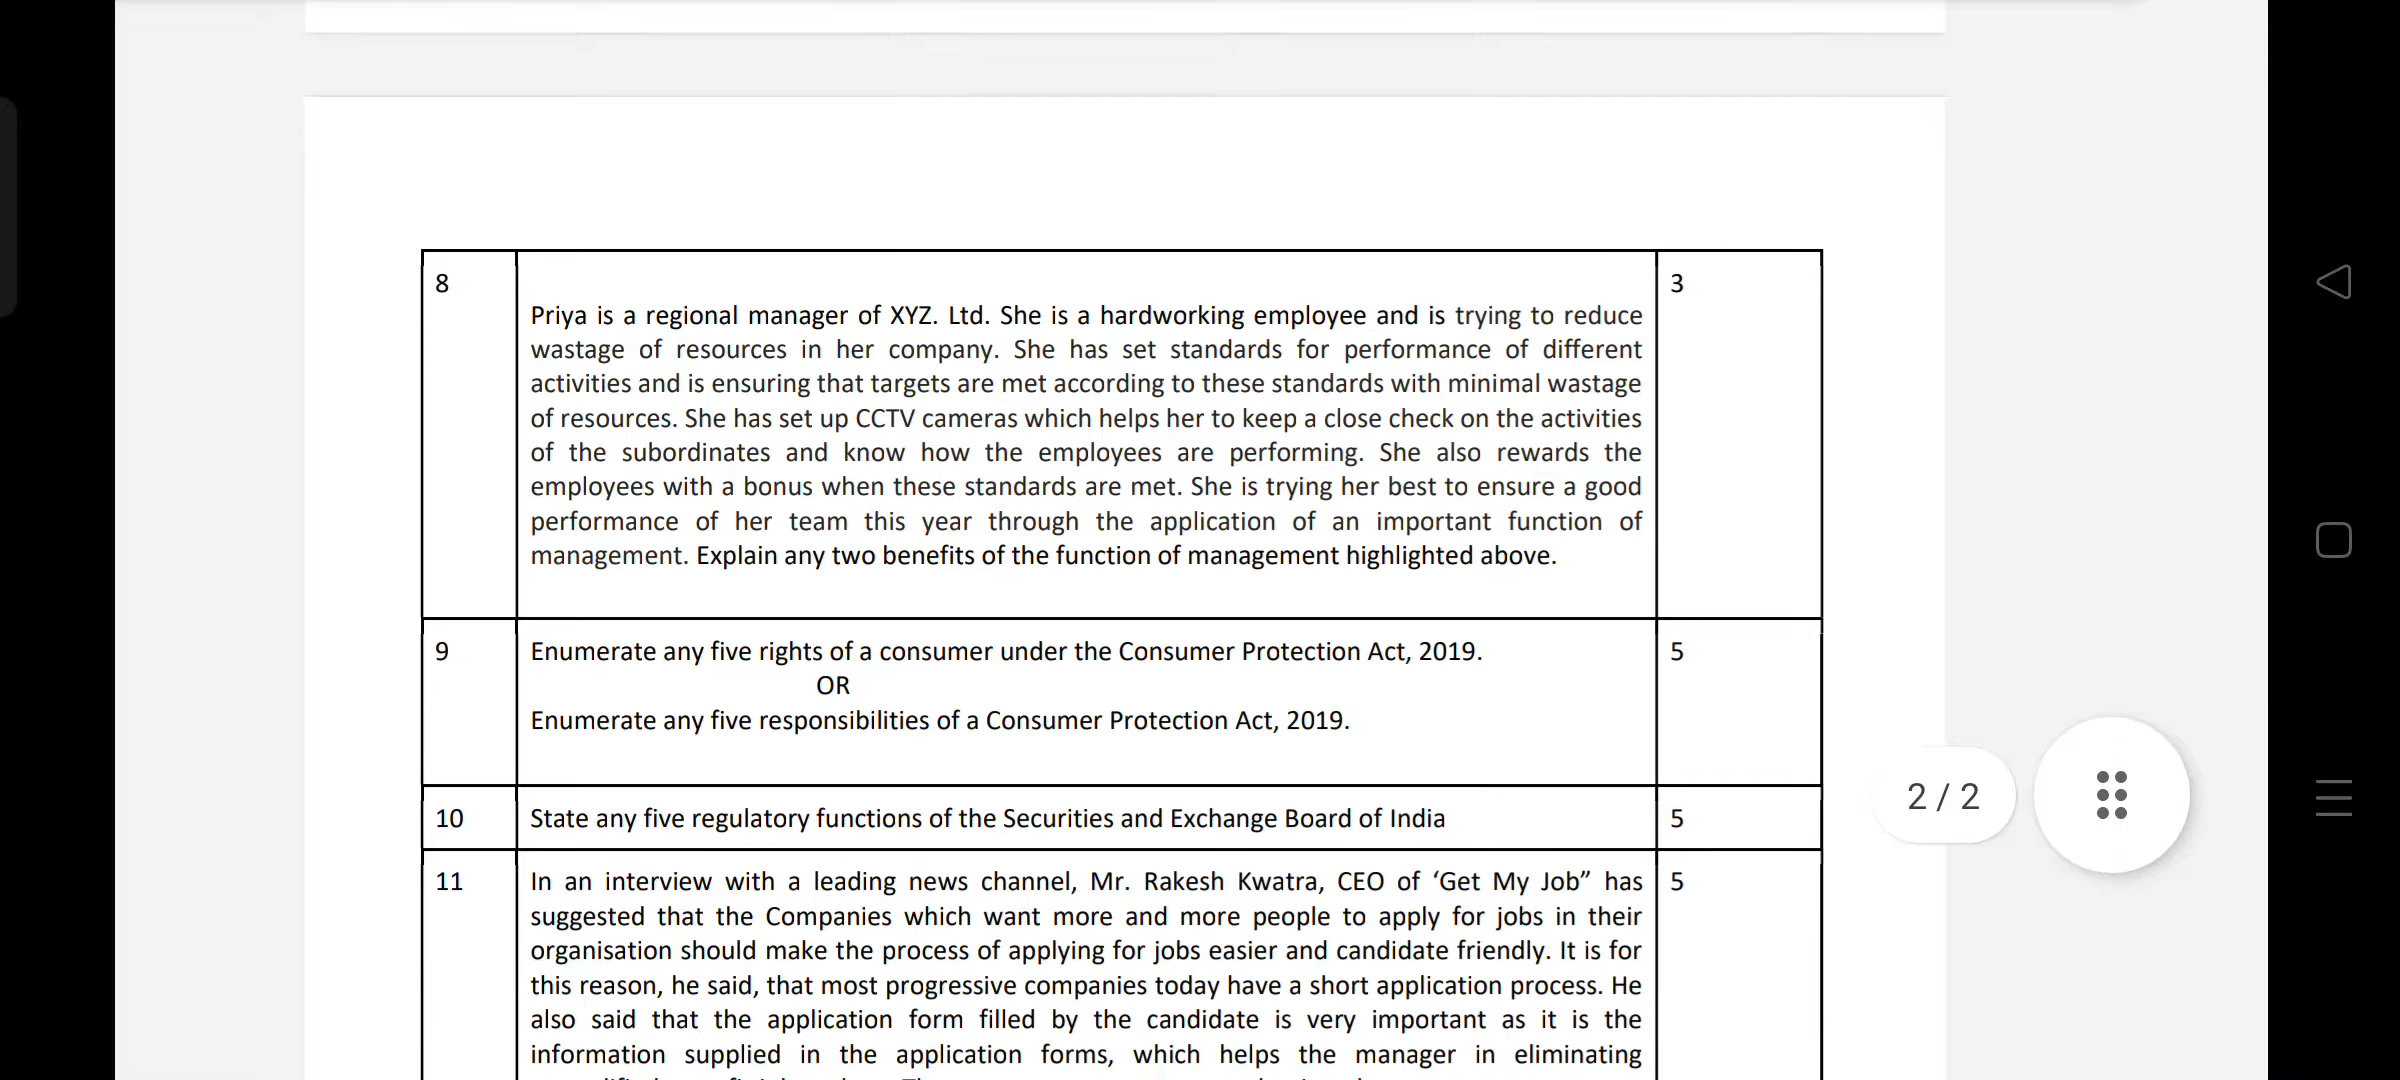 8
3
Priya is a regional manager of XYZ. Ltd. She is a hardworking employee and is trying to reduce
wastage of resources in her company. She has set standards for performance of different
activities and is ensuring that targets are met according to these standards with minimal wastage
of resources. She has set up CCTV cameras which helps her to keep a close check on the activities
of the subordinates and know how the employees are performing. She also rewards the
employees with a bonus when these standards are met. She is trying her best to ensure a good
performance of her team this year through the application of an important function of
management. Explain any two benefits of the function of management highlighted above.
9
Enumerate any five rights of a consumer under the Consumer Protection Act, 2019.
5
OR
Enumerate any five responsibilities of a Consumer Protection Act, 2019.
10
State any five regulatory functions of the Securities and Exchange Board of India
5
2 / 2
11
In an interview with a leading news channel, Mr. Rakesh Kwatra, CEO of ‘Get My Job” has
5
suggested that the Companies which want more and more people to apply for jobs in their
organisation should make the process of applying for jobs easier and candidate friendly. It is for
this reason, he said, that most progressive companies today have a short application process. He
also said that the application form filled by the candidate is very important as it is the
information supplied in the application forms, which helps the manager in eliminating